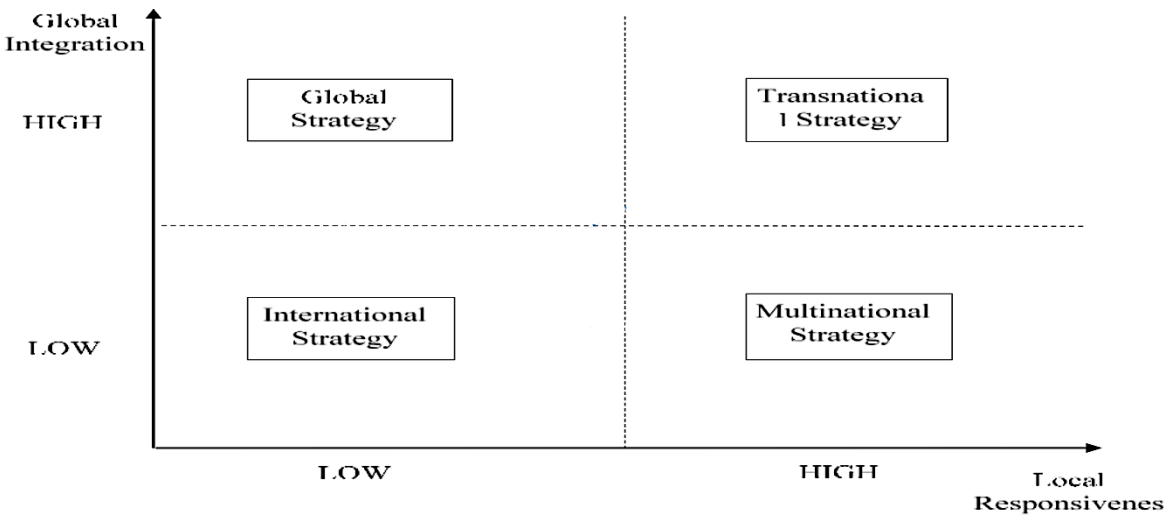 Global
Integration
HIGH
Global
Strategy
Transnationa
l Strategy
LOW
International
Strategy
Multinational
Strategy
LOW
HIGH
Local
Responsivenes